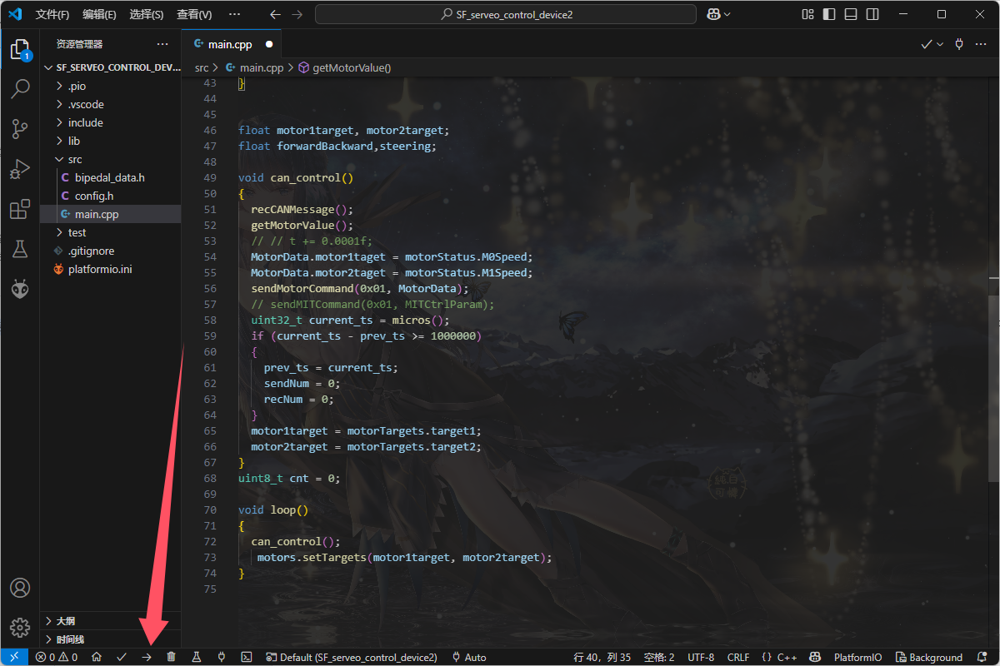 文件(F) 编辑(E) 选择(S) 查看(V) ··· SF_serveo_control_device2
资源管理器 ···
main.cpp
1
src > main.cpp > getMotorValue()
SF_SERVEO_CONTROL_DEV...
.pio
.vscode
include
lib
src
bipedal_data.h
config.h
main.cpp
test
.gitignore
platformio.ini
大纲
时间线
43 }
44
45
46 float motor1target, motor2target;
47 float forwardBackward,steering;
48
49 void can_control()
50 {
51 recCANMessage();
52 getMotorValue();
53 // // t += 0.0001f;
54 MotorData.motor1taget = motorStatus.M0Speed;
55 MotorData.motor2taget = motorStatus.M1Speed;
56 sendMotorCommand(0x01, MotorData);
57 // sendMITCommand(0x01, MITCtrlParam);
58 uint32_t current_ts = micros();
59 if (current_ts - prev_ts >= 1000000)
60 {
61 prev_ts = current_ts;
62 sendNum = 0;
63 recNum = 0;
64 }
65 motor1target = motorTargets.target1;
66 motor2target = motorTargets.target2;
67 }
68 uint8_t cnt = 0;
69
70 void loop()
71 {
72 can_control();
73 motors.setTargets(motor1target, motor2target);
74 }
75
0 0 Default (SF_serveo_control_device2) Auto 行 40，列 35 空格: 2 UTF-8 CRLF {} C++ PlatformIO Background